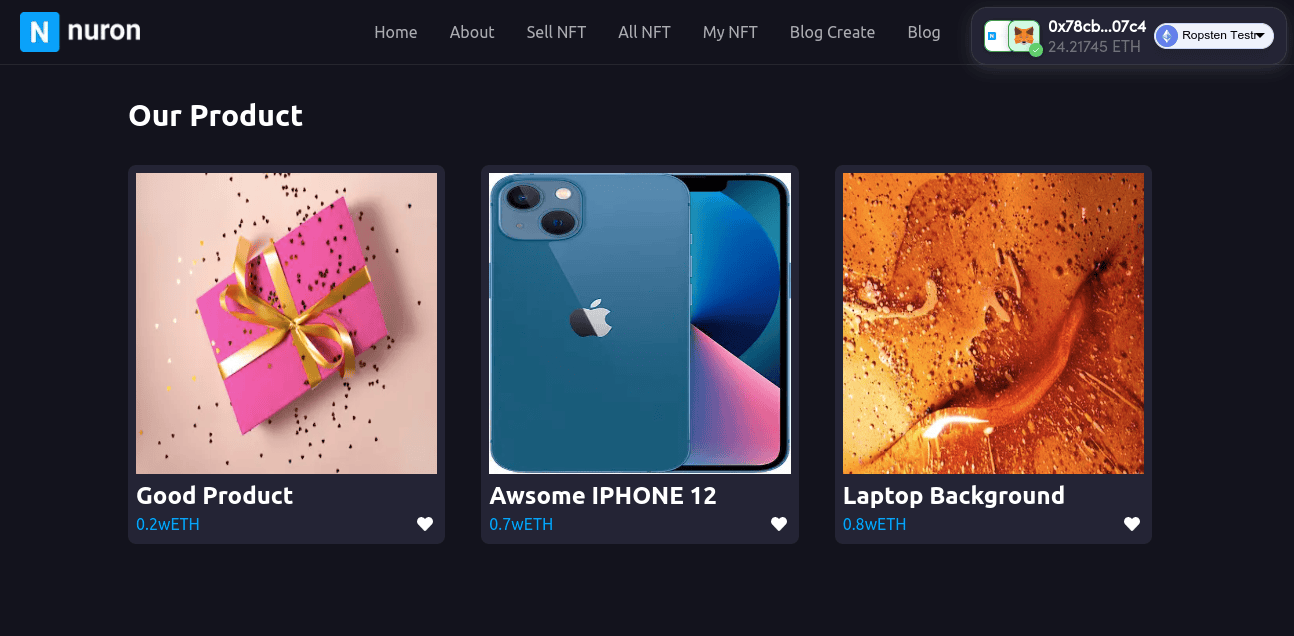 N nuron
Home About Sell NFT All NFT My NFT Blog Create Blog
0x78cb...07c4
24.21745 ETH
Ropsten Testr
Our Product
Good Product
0.2wETH
Awsome IPHONE 12
0.7wETH
Laptop Background
0.8wETH